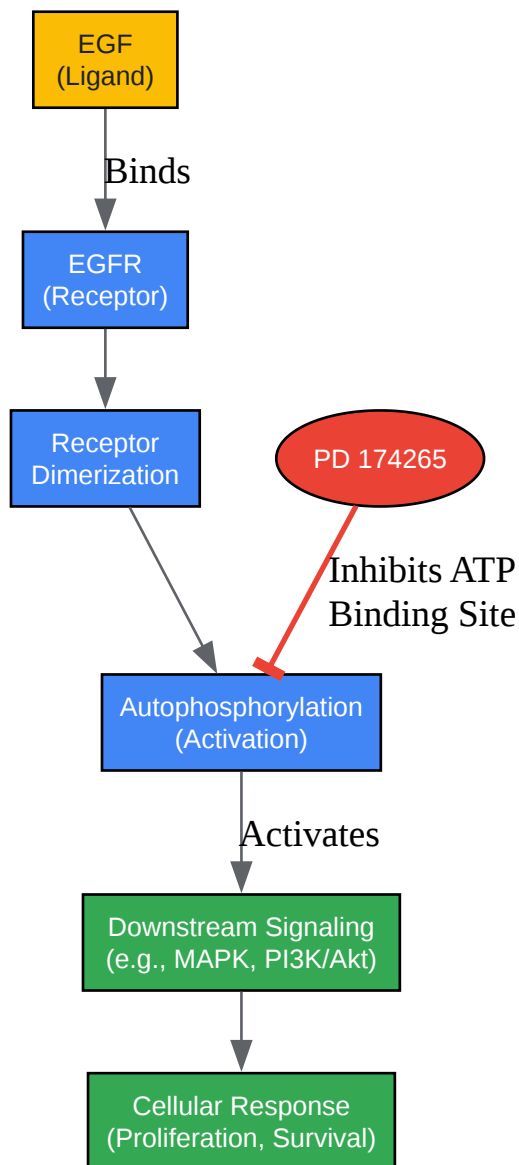 EGF
(Ligand)
Binds
EGFR
(Receptor)
Receptor
Dimerization
PD 174265
Inhibits ATP
Binding Site
Autophosphorylation
(Activation)
Activates
Downstream Signaling
(e.g., MAPK, PI3K/Akt)
Cellular Response
(Proliferation, Survival)